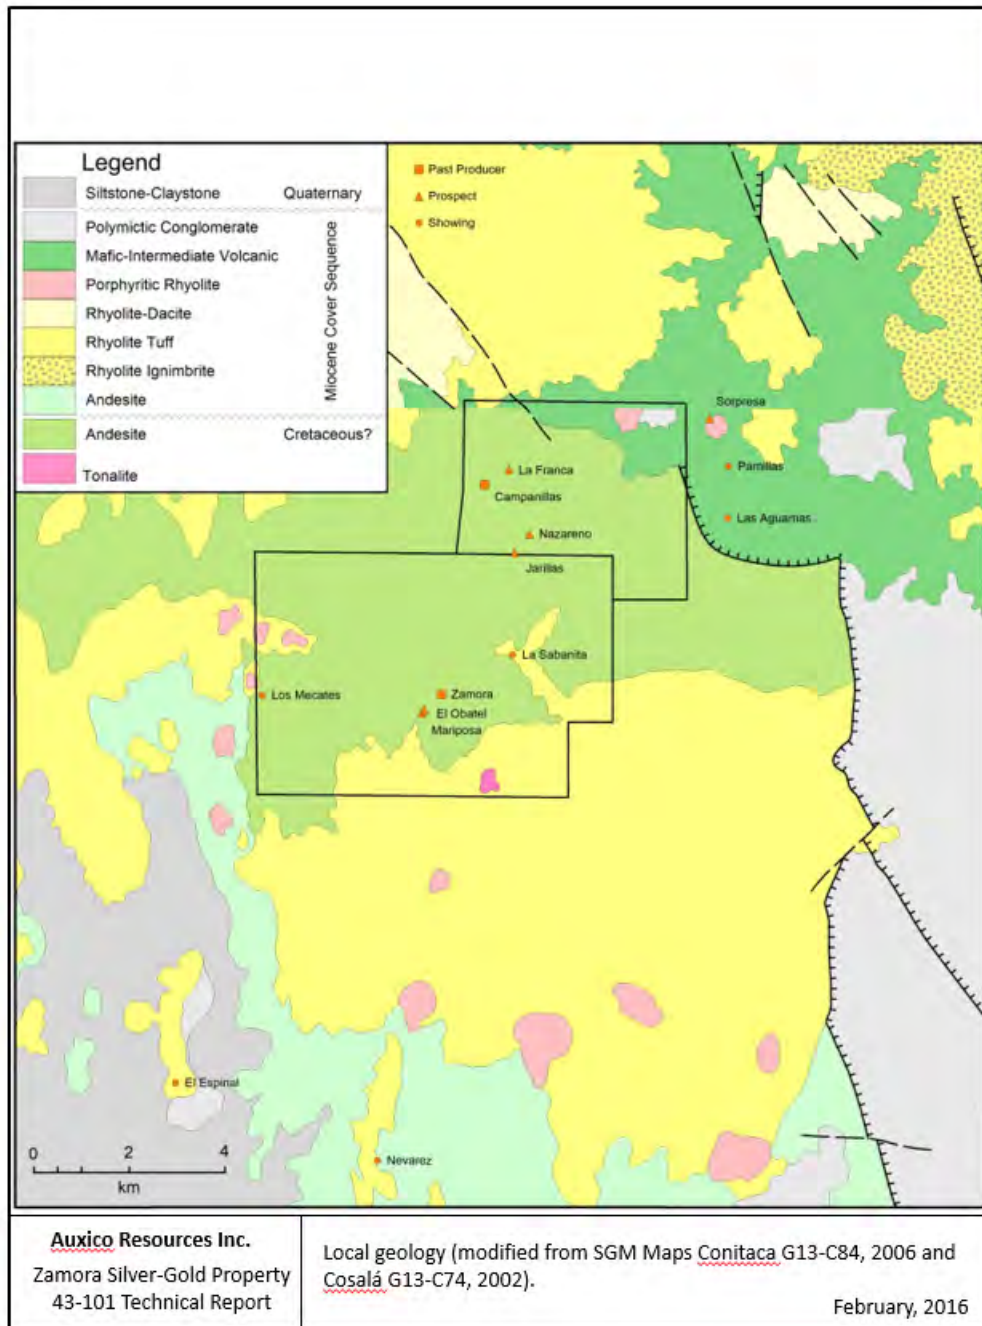 Legend
Siltstone-Claystone Quaternary
Polymictic Conglomerate
Mafic-Intermediate Volcanic
Porphyritic Rhyolite
Rhyolite-Dacite
Rhyolite Tuff
Rhyolite Ignimbrite
Andesite
Miocene Cover Sequence
Andesite Cretaceous?
Tonalite
Past Producer
Prospect
Showing
Sorpresa
La Franca
Parrillas
Campanillas
Las Aguamas
Nazareno
Jarillas
La Sabanita
Los Mecates
Zamora
El Obatel
Mariposa
El Espinal
Nevarez
0 2 4
km
Auxico Resources Inc.
Zamora Silver-Gold Property
43-101 Technical Report
Local geology (modified from SGM Maps Conitaca G13-C84, 2006 and
Cosalá G13-C74, 2002).
February, 2016